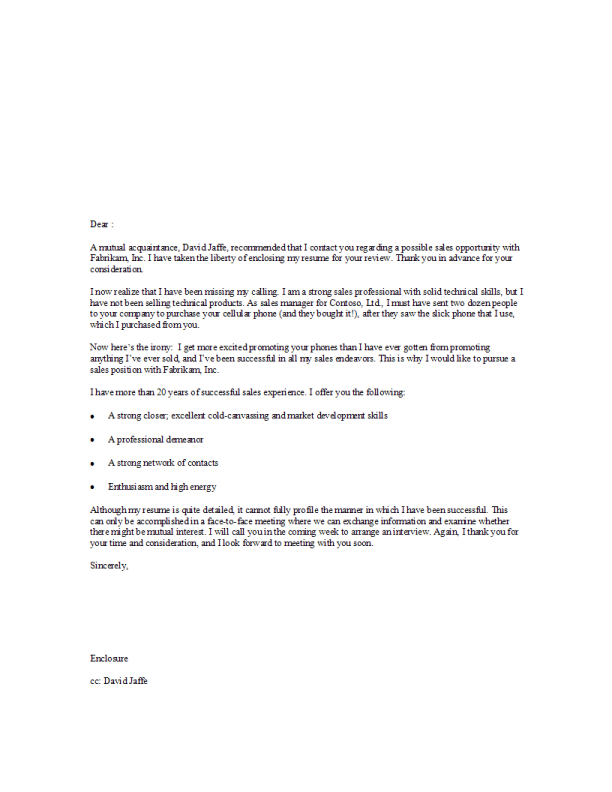 Dear :
A mutual acquaintance, David Jaffe, recommended that I contact you regarding a possible sales opportunity with
Fabrikam, Inc. I have taken the liberty of enclosing my resume for your review. Thank you in advance for your
consideration.
I now realize that I have been missing my calling. I am a strong sales professional with solid technical skills, but I
have not been selling technical products. As sales manager for Contoso, Ltd., I must have sent two dozen people
to your company to purchase your cellular phone (and they bought it!), after they saw the slick phone that I use,
which I purchased from you.
Now here's the irony:  I get more excited promoting your phones than I have ever gotten from promoting
anything I've ever sold, and I've been successful in all my sales endeavors. This is why I would like to pursue a
sales position with Fabrikam, Inc.
I have more than 20 years of successful sales experience. I offer you the following:
• A strong closer; excellent cold-canvassing and market development skills
• A professional demeanor
• A strong network of contacts
• Enthusiasm and high energy
Although my resume is quite detailed, it cannot fully profile the manner in which I have been successful. This
can only be accomplished in a face-to-face meeting where we can exchange information and examine whether
there might be mutual interest. I will call you in the coming week to arrange an interview. Again, I thank you for
your time and consideration, and I look forward to meeting with you soon.
Sincerely,
Enclosure
cc: David Jaffe